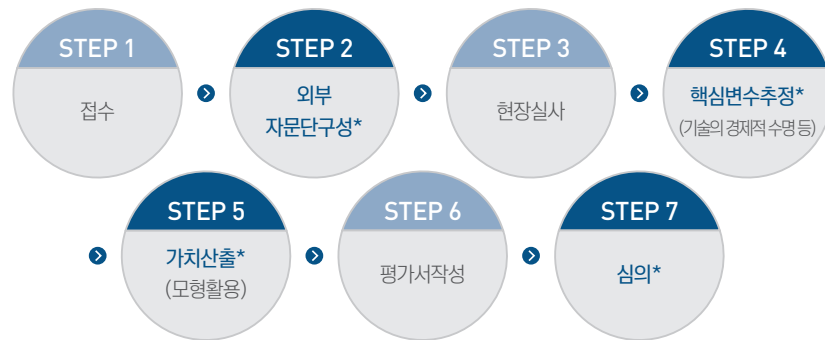 STEP 1
접수
STEP 2
외부
자문단구성*
STEP 3
현장실사
STEP 4
핵심변수추정*
(기술의 경제적 수명 등)
STEP 5
가치산출*
(모형활용)
STEP 6
평가서작성
STEP 7
심의*